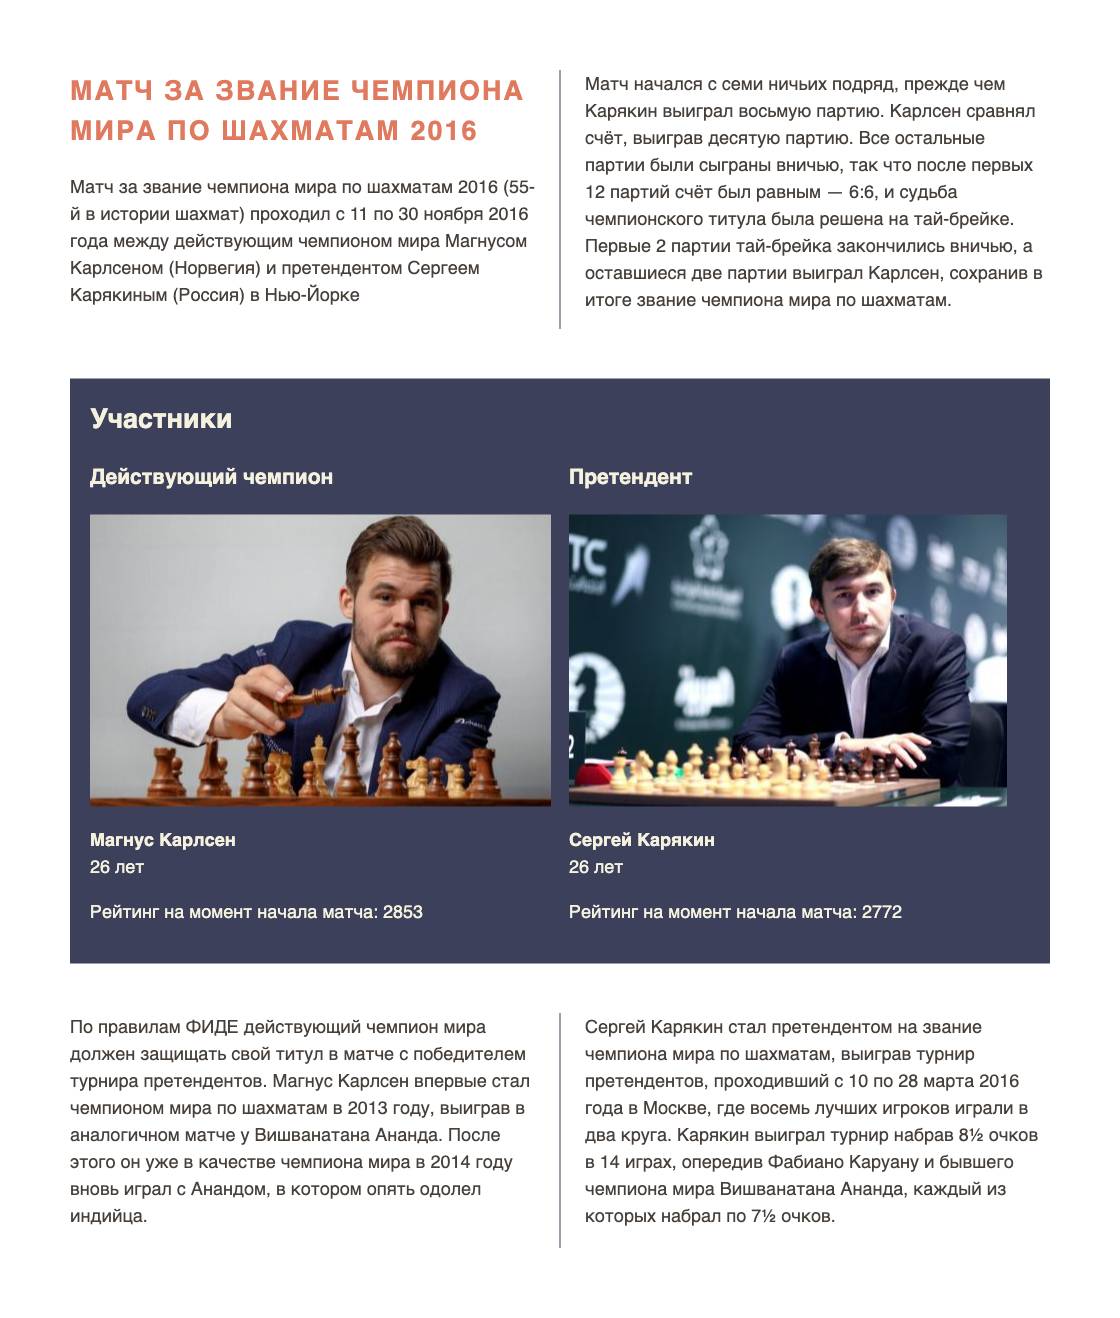 МАТЧ ЗА ЗВАНИЕ ЧЕМПИОНА
МИРА ПО ШАХМАТАМ 2016
Матч за звание чемпиона мира по шахматам 2016 (55-
й в истории шахмат) проходил с 11 по 30 ноября 2016
года между действующим чемпионом мира Магнусом
Карлсеном (Норвегия) и претендентом Сергеем
Карякиным (Россия) в Нью-Йорке
Матч начался с семи ничьих подряд, прежде чем
Карякин выиграл восьмую партию. Карлсен сравнял
счёт, выиграв десятую партию. Все остальные
партии были сыграны вничью, так что после первых
12 партий счёт был равным — 6:6, и судьба
чемпионского титула была решена на тай-брейке.
Первые 2 партии тай-брейка закончились вничью, а
оставшиеся две партии выиграл Карлсен, сохранив в
итоге звание чемпиона мира по шахматам.
Участники
Действующий чемпион
Магнус Карлсен
26 лет
Рейтинг на момент начала матча: 2853
Претендент
TC
2
Сергей Карякин
26 лет
Рейтинг на момент начала матча: 2772
По правилам ФИДЕ действующий чемпион мира
должен защищать свой титул в матче с победителем
турнира претендентов. Магнус Карлсен впервые стал
чемпионом мира по шахматам в 2013 году, выиграв в
аналогичном матче у Вишванатана Ананда. После
этого он уже в качестве чемпиона мира в 2014 году
вновь играл с Анандом, в котором опять одолел
индийца.
Сергей Карякин стал претендентом на звание
чемпиона мира по шахматам, выиграв турнир
претендентов, проходивший с 10 по 28 марта 2016
года в Москве, где восемь лучших игроков играли в
два круга. Карякин выиграл турнир набрав 8½ очков
в 14 играх, опередив Фабиано Каруану и бывшего
чемпиона мира Вишванатана Ананда, каждый из
которых набрал по 7½ очков.